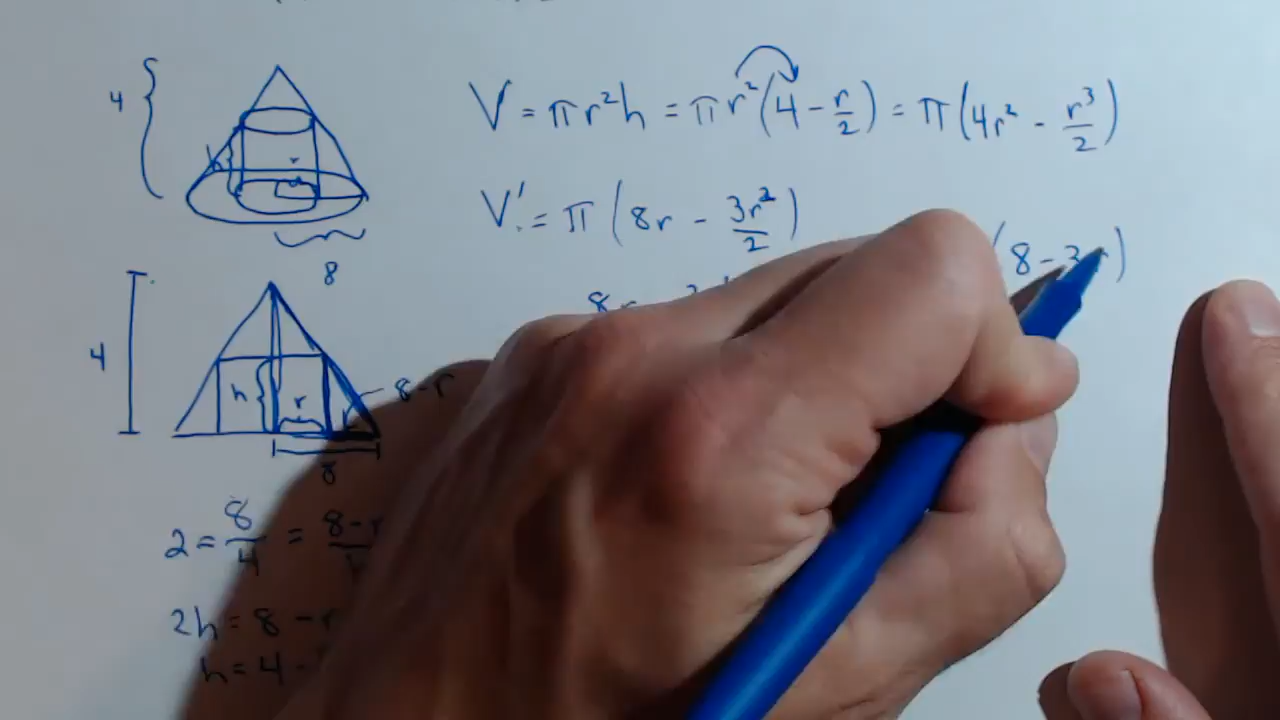 4
h
r
8
V = πr²h = πr²(4 - r/2) = π(4r² - r³/2)
V' = π(8r - 3r²/2)
(8 - 3
8r
4
h
r
8-r
8
2 = 8/4 = 8-r
2h = 8 - r
h = 4 -